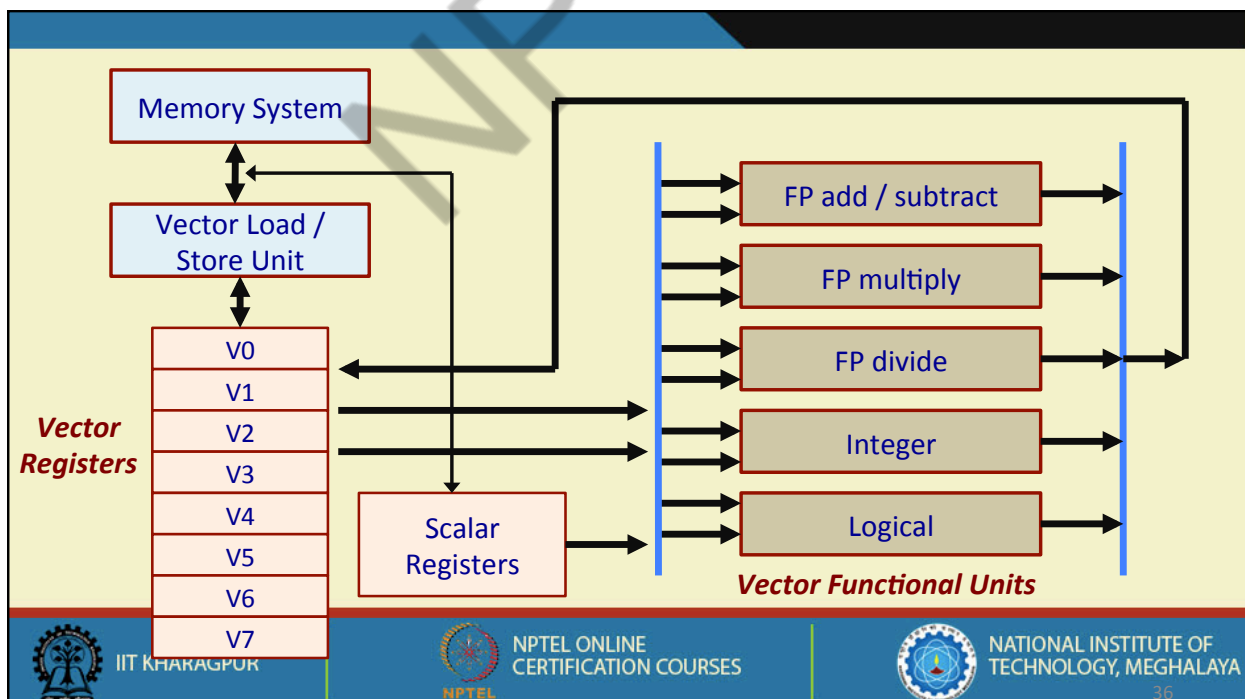 Memory System
Vector Load /
Store Unit
V0
V1
V2
V3
V4
V5
V6
V7
Vector
Registers
Scalar
Registers
FP add / subtract
FP multiply
FP divide
Integer
Logical
Vector Functional Units
IIT KHARAGPUR
NPTEL
NPTEL ONLINE
CERTIFICATION COURSES
NATIONAL INSTITUTE OF
TECHNOLOGY, MEGHALAYA
36